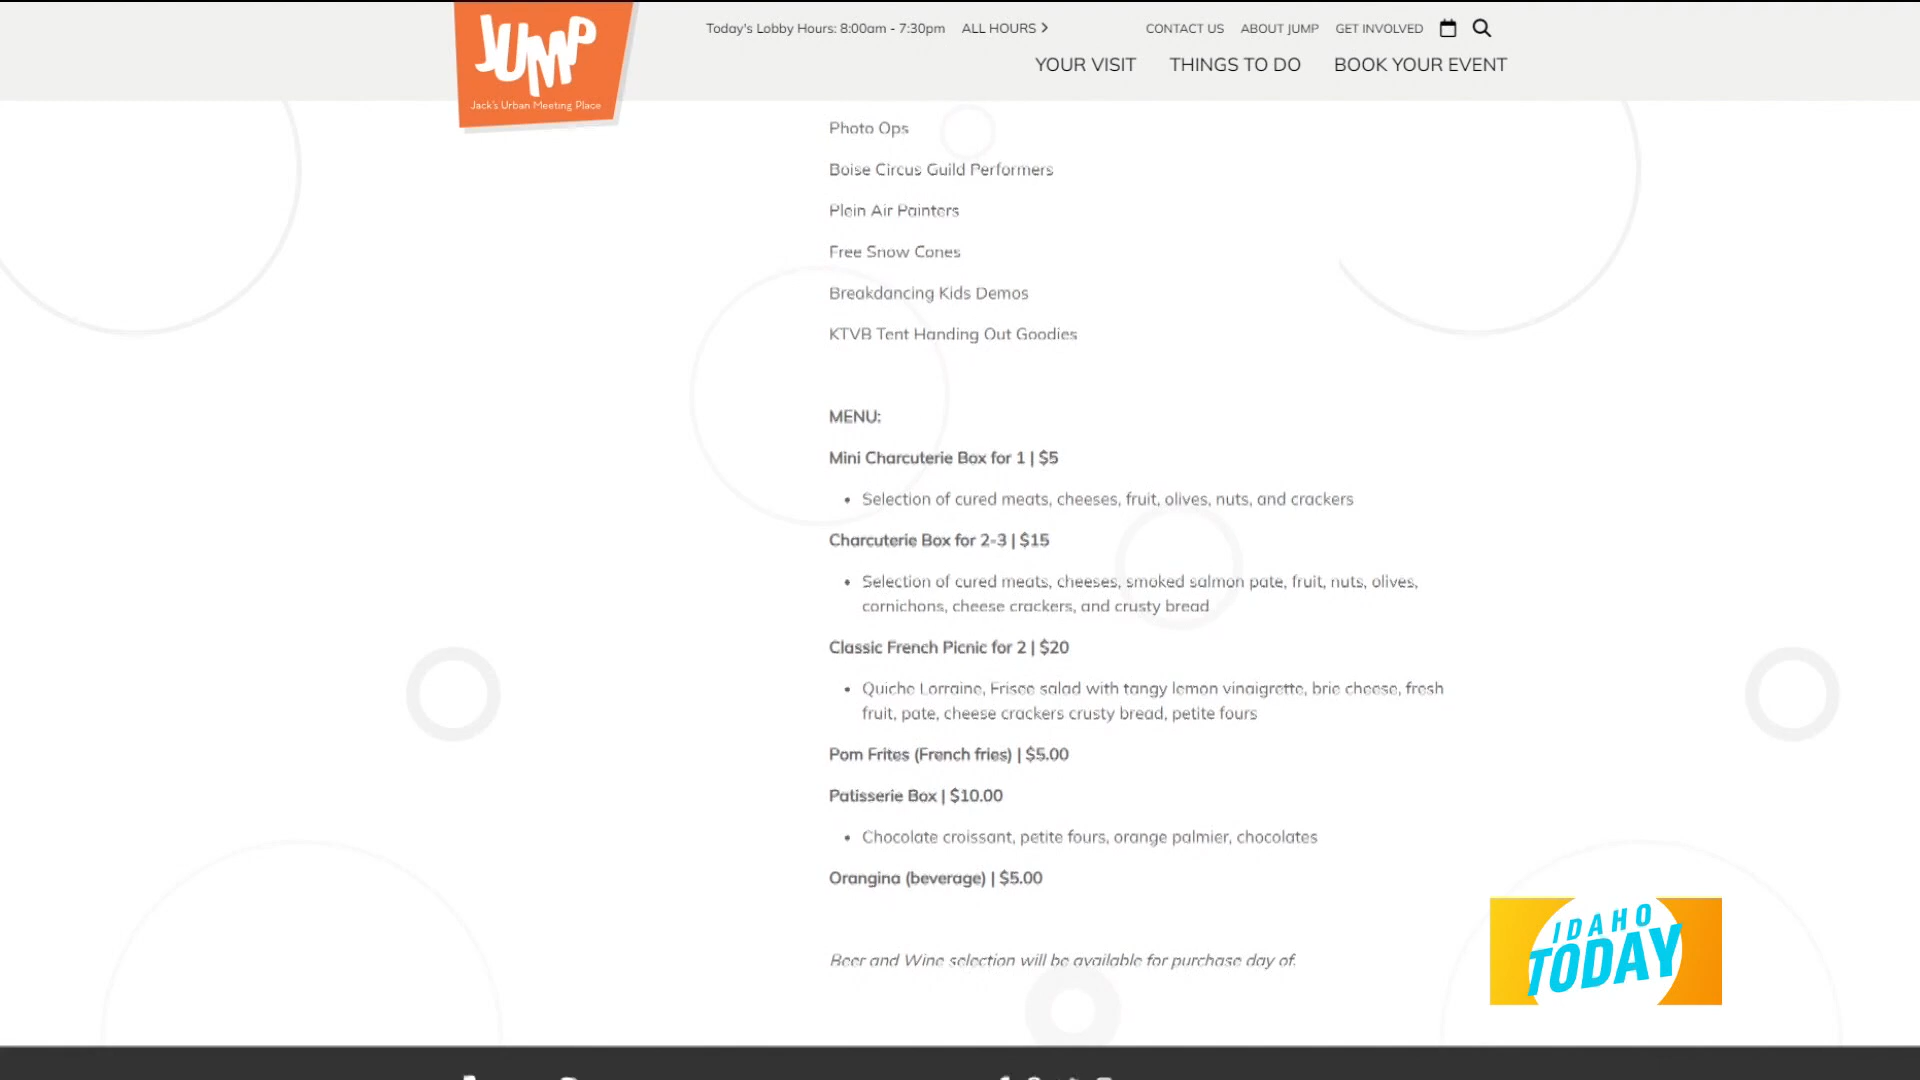 JUMP
Jack's Urban Meeting Place
Today's Lobby Hours: 8:00am - 7:30pm ALL HOURS
CONTACT US ABOUT JUMP GET INVOLVED
YOUR VISIT THINGS TO DO BOOK YOUR EVENT
Photo Ops
Boise Circus Guild Performers
Plein Air Painters
Free Snow Cones
Breakdancing Kids Demos
KTVB Tent Handing Out Goodies
MENU:
Mini Charcuterie Box for 1 | $5
• Selection of cured meats, cheeses, fruit, olives, nuts, and crackers
Charcuterie Box for 2-3 | $15
• Selection of cured meats, cheeses, smoked salmon pate, fruit, nuts, olives,
cornichons, cheese crackers, and crusty bread
Classic French Picnic for 2 | $20
• Quiche Lorraine, Frisee salad with tangy lemon vinaigrette, brie cheese, fresh
fruit, pate, cheese crackers crusty bread, petite fours
Pom Frites (French fries) | $5.00
Patisserie Box | $10.00
• Chocolate croissant, petite fours, orange palmier, chocolates
Orangina (beverage) | $5.00
Beer and Wine selection will be available for purchase day of.
IDAHO
TODAY